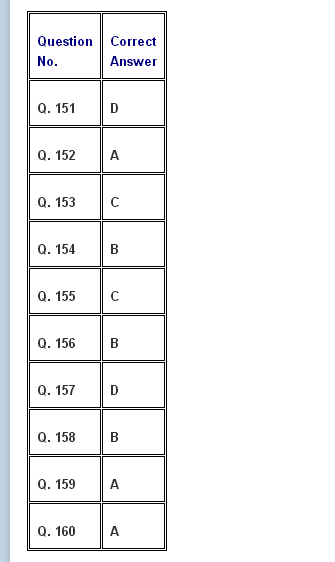 Question No. Correct Answer
Q. 151 D
Q. 152 A
Q. 153 C
Q. 154 B
Q. 155 C
Q. 156 B
Q. 157 D
Q. 158 B
Q. 159 A
Q. 160 A